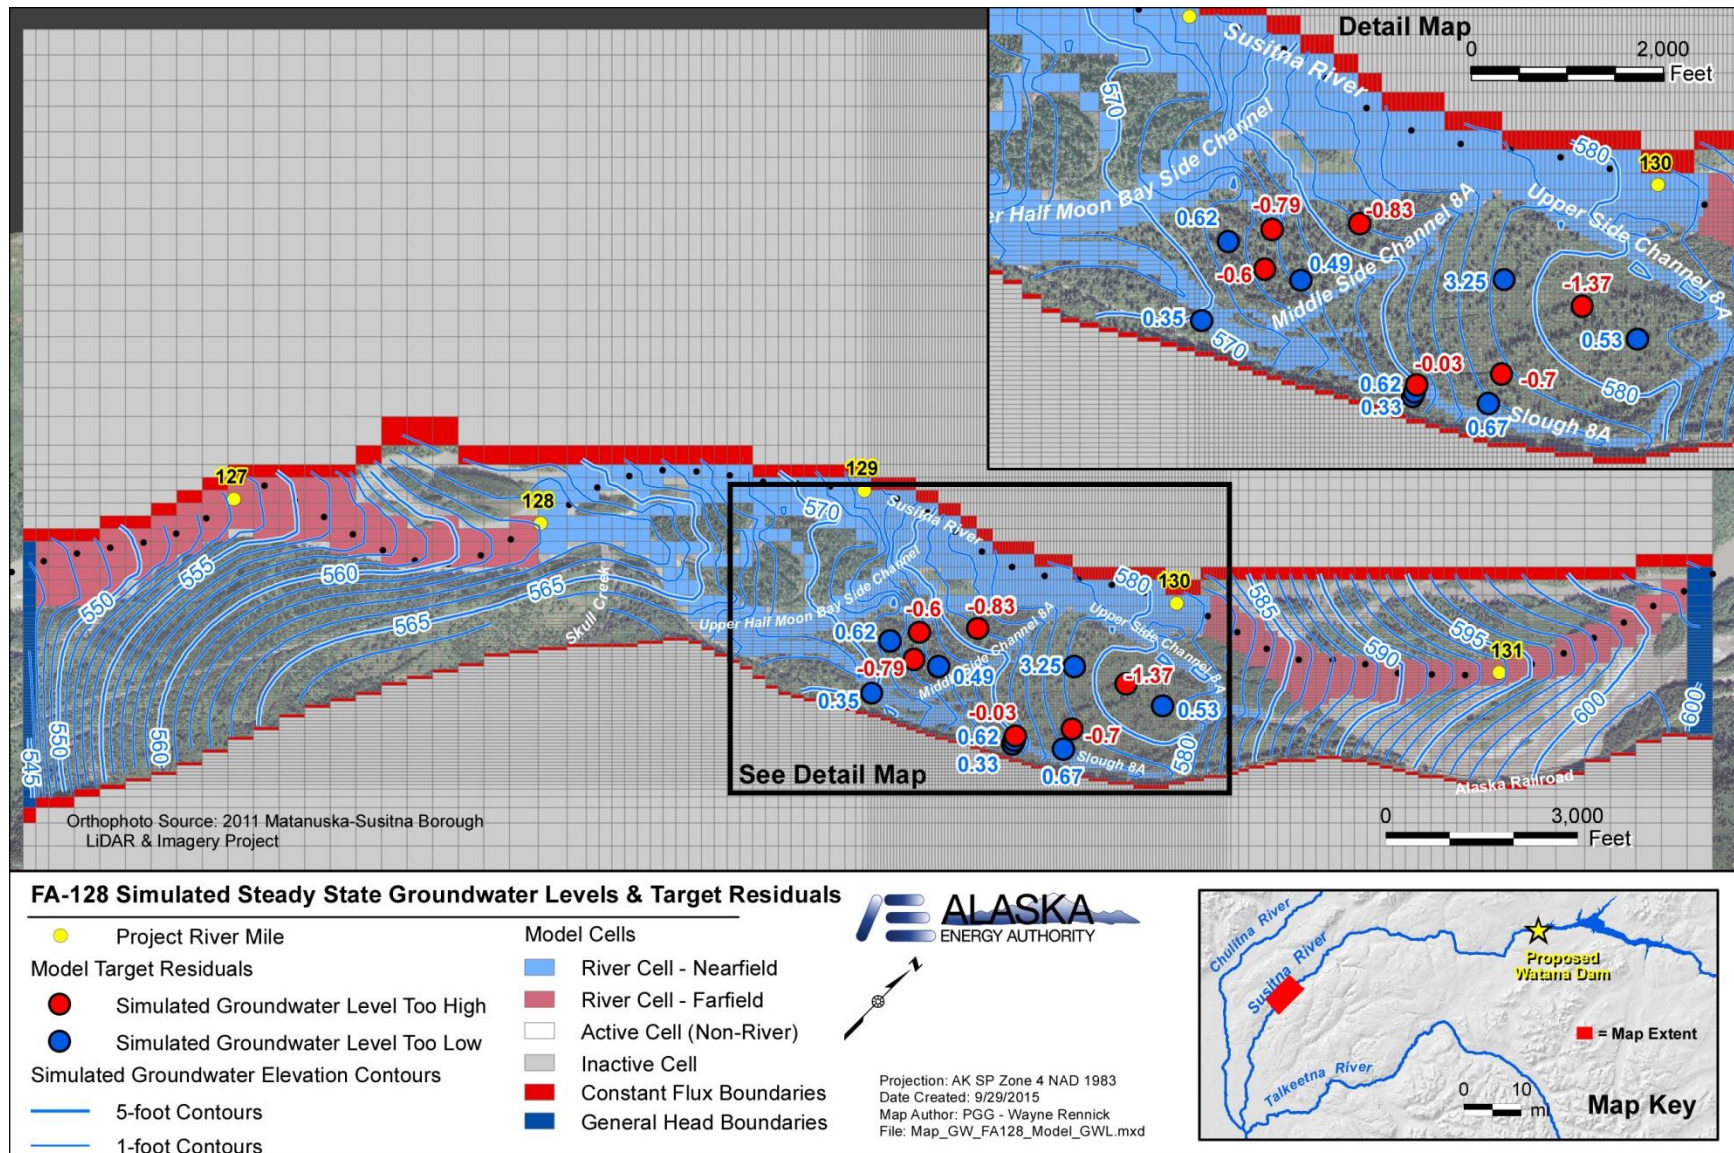 Detail Map
0
2,000
Feet
Susitna River
570
er Half Moon Bay Side Channel
Middle Side Channel 8A
Upper Side Channel 8A
580
130
-0.79
-0.83
0.62
-0.6
0.49
3.25
-1.37
0.35
0.53
570
-0.03
0.62
0.33
-0.7
0.67
580
Slough 8A
127
128
129
130
131
550
555
560
565
565
570
580
585
590
595
600
600
545
550
560
580
Skull Creek
Susitna River
Upper Half Moon Bay Side Channel
Middle Side Channel 8A
Upper Side Channel 8A
-0.6
-0.83
0.62
-0.79
0.49
3.25
-1.37
0.35
0.53
-0.03
0.62
0.33
-0.7
0.67
Slough 8A
Alaska Railroad
See Detail Map
Orthophoto Source: 2011 Matanuska-Susitna Borough
LiDAR & Imagery Project
0
3,000
Feet
FA-128 Simulated Steady State Groundwater Levels & Target Residuals
Project River Mile
Model Target Residuals
Simulated Groundwater Level Too High
Simulated Groundwater Level Too Low
Simulated Groundwater Elevation Contours
5-foot Contours
1-foot Contours
Model Cells
River Cell - Nearfield
River Cell - Farfield
Active Cell (Non-River)
Inactive Cell
Constant Flux Boundaries
General Head Boundaries
ALASKA
ENERGY AUTHORITY
N
Projection: AK SP Zone 4 NAD 1983
Date Created: 9/29/2015
Map Author: PGG - Wayne Rennick
File: Map_GW_FA128_Model_GWL.mxd
Chulitna River
Susitna River
Talkeetna River
Proposed
Watana Dam
= Map Extent
0
10
mi
Map Key